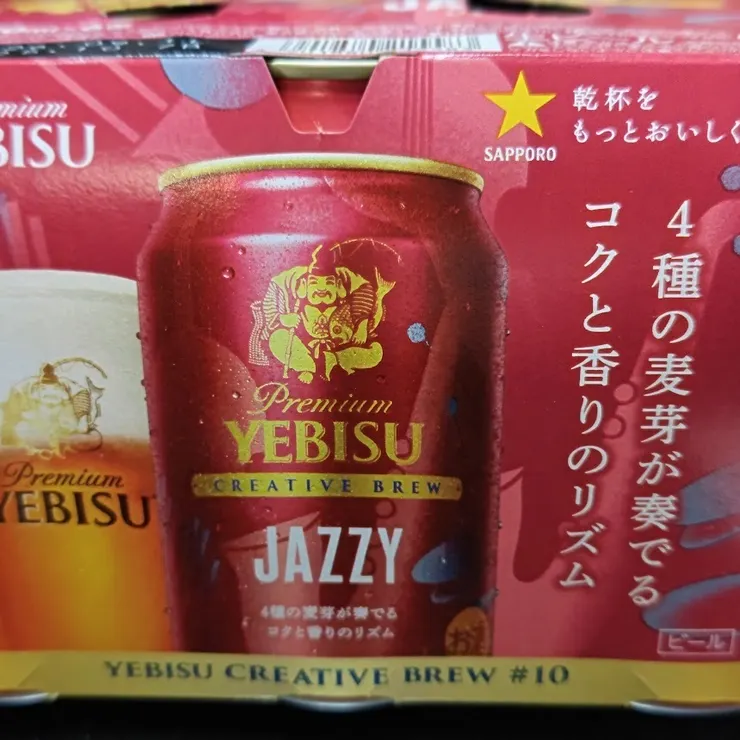 Premium
YEBISU
乾杯を
もっとおいしく
SAPPORO
4種の麦芽が奏でる
コクと香りのリズム
Premium
YEBISU
CREATIVE BREW
JAZZY
4種の麦芽が奏でる
コクと香りのリズム
Premium
YEBISU
お酒
ビール
YEBISU CREATIVE BREW #10